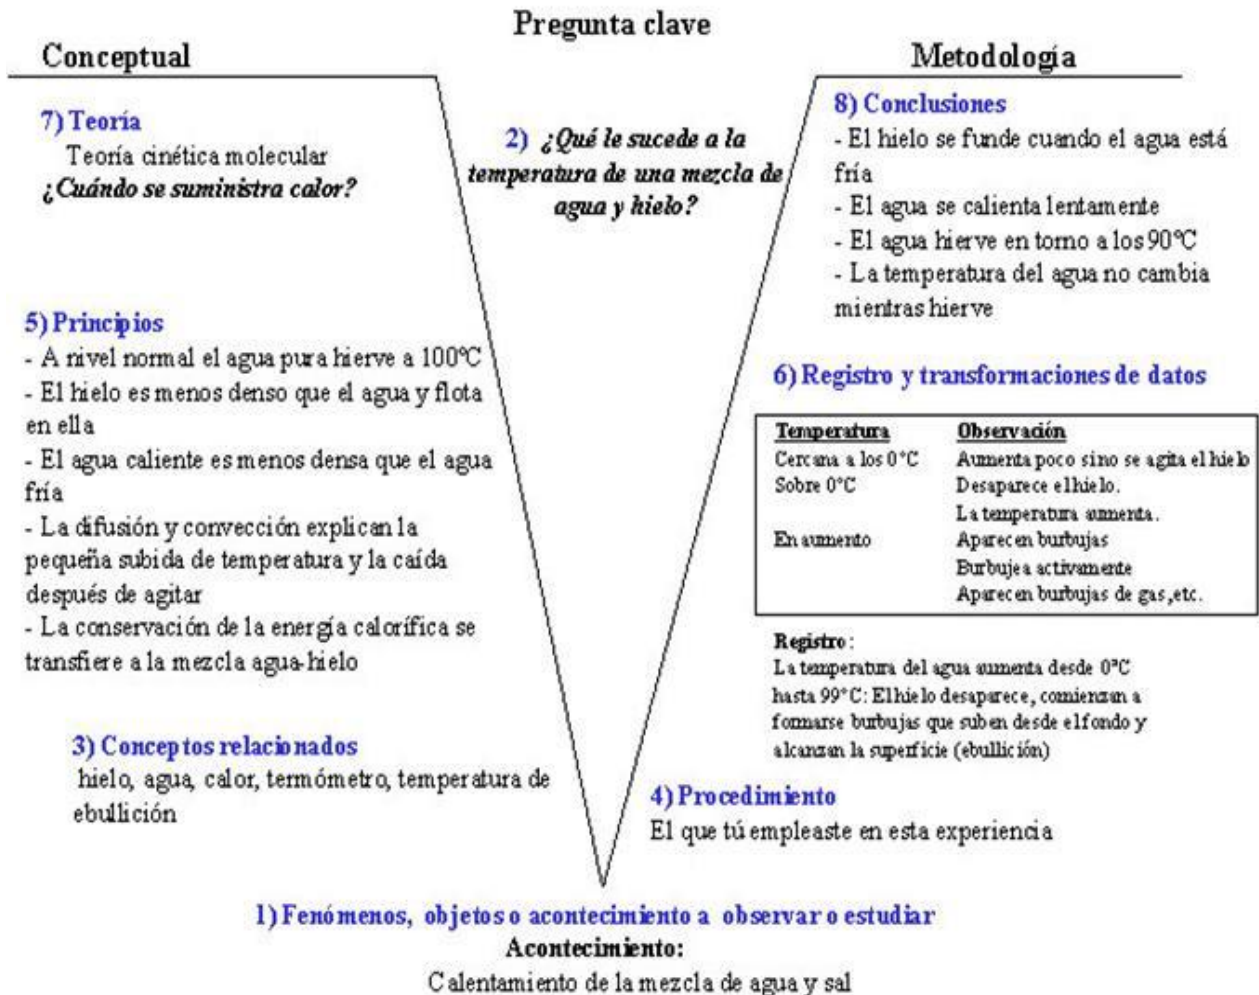 Pregunta clave
Conceptual
Metodología
7) Teoría
Teoría cinética molecular
¿Cuándo se suministra calor?
2) ¿Qué le sucede a la
temperatura de una mezcla de
agua y hielo?
8) Conclusiones
- El hielo se funde cuando el agua está
fría
- El agua se calienta lentamente
- El agua hierve en torno a los 90°C
- La temperatura del agua no cambia
mientras hierve
5) Principios
- A nivel normal el agua pura hierve a 100°C
- El hielo es menos denso que el agua y flota
en ella
- El agua caliente es menos densa que el agua
fría
- La difusión y convección explican la
pequeña subida de temperatura y la caída
después de agitar
- La conservación de la energía calorífica se
transfiere a la mezcla agua-hielo
6) Registro y transformaciones de datos
Temperatura Observación
Cercana a los 0°C Aumenta poco sino se agita el hielo
Sobre 0°C Desaparece el hielo.
La temperatura aumenta.
En aumento Aparecen burbujas
Burbujea activamente
Aparecen burbujas de gas, etc.
Registro:
La temperatura del agua aumenta desde 0°C
hasta 99°C: El hielo desaparece, comienzan a
formarse burbujas que suben desde el fondo y
alcanzan la superficie (ebullición)
3) Conceptos relacionados
hielo, agua, calor, termómetro, temperatura de
ebullición
4) Procedimiento
El que tú empleaste en esta experiencia
1) Fenómenos, objetos o acontecimiento a observar o estudiar
Acontecimiento:
Calentamiento de la mezcla de agua y sal